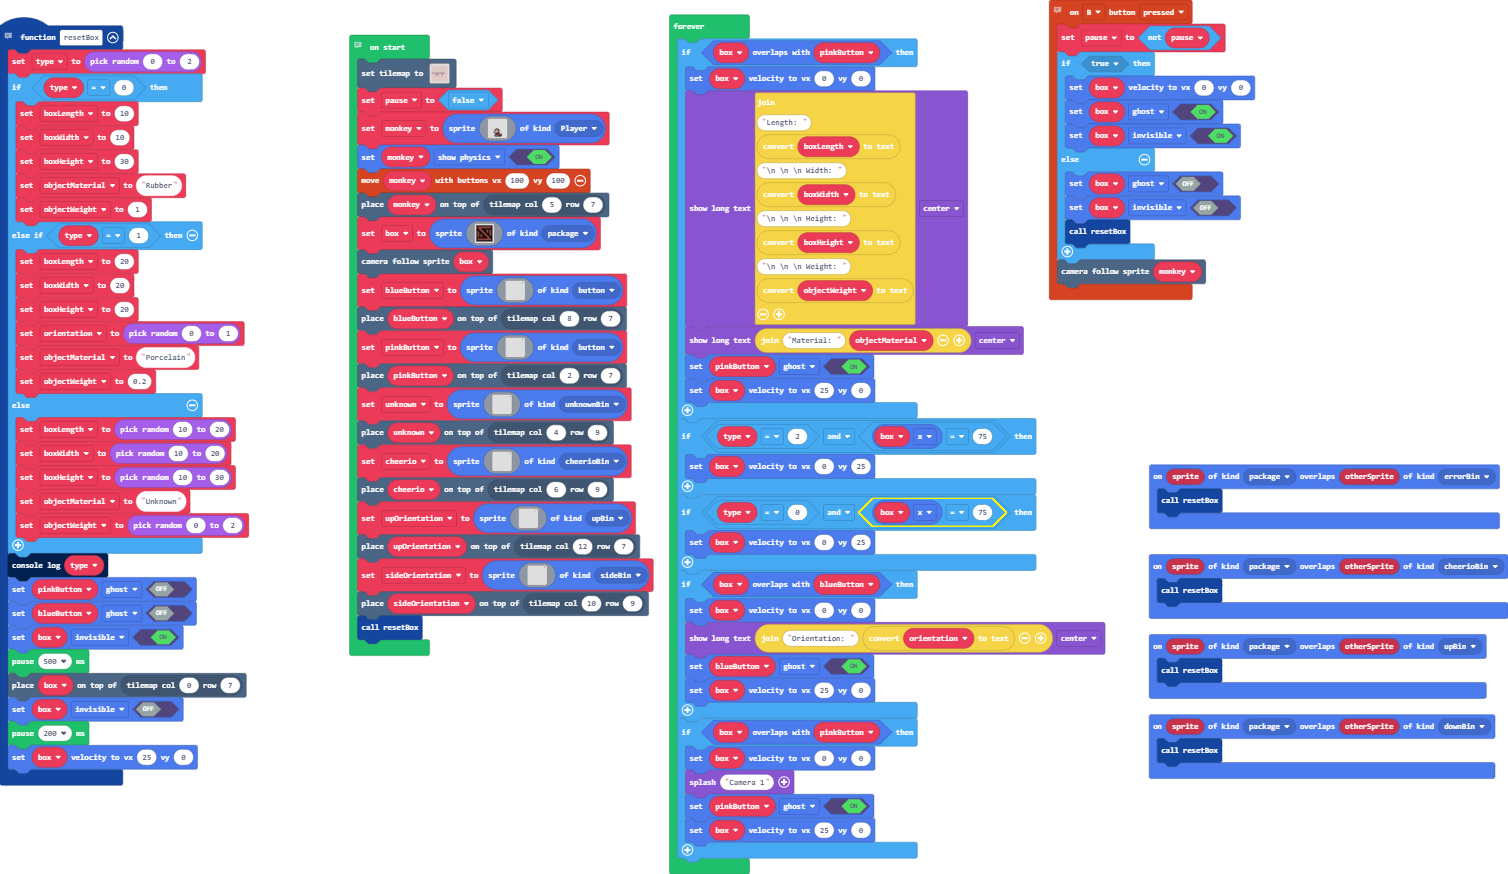 function resetBox
set type to pick random 0 to 2
if type = 0 then
set boxLength to 10
set boxWidth to 10
set boxHeight to 30
set objectMaterial to "Rubber"
set objectWeight to 1
else if type = 1 then
set boxLength to 20
set boxWidth to 20
set boxHeight to 20
set orientation to pick random 0 to 1
set objectMaterial to "Porcelain"
set objectWeight to 0.2
else
set boxLength to pick random 10 to 20
set boxWidth to pick random 10 to 20
set boxHeight to pick random 10 to 30
set objectMaterial to "Unknown"
set objectWeight to pick random 0 to 2
console log type
set pinkButton ghost OFF
set blueButton ghost OFF
set box invisible ON
pause 500 ms
place box on top of tilemap col 0 row 7
set box invisible OFF
pause 200 ms
set box velocity to vx 25 vy 0
on start
set tilemap to
set pause to false
set monkey to sprite of kind Player
set monkey show physics ON
move monkey with buttons vx 100 vy 100
place monkey on top of tilemap col 5 row 7
set box to sprite of kind package
camera follow sprite box
set blueButton to sprite of kind button
place blueButton on top of tilemap col 8 row 7
set pinkButton to sprite of kind button
place pinkButton on top of tilemap col 2 row 7
set unknown to sprite of kind unknownBin
place unknown on top of tilemap col 4 row 9
set cheerio to sprite of kind cheerioBin
place cheerio on top of tilemap col 6 row 9
set upOrientation to sprite of kind upBin
place upOrientation on top of tilemap col 12 row 7
set sideOrientation to sprite of kind sideBin
place sideOrientation on top of tilemap col 10 row 9
call resetBox
forever
if box overlaps with pinkButton then
set box velocity to vx 0 vy 0
show long text join
"Length: "
convert boxLength to text
"\n \n Width: "
convert boxWidth to text
"\n \n \n Height: "
convert boxHeight to text
"\n \n \n Weight: "
convert objectWeight to text
center
show long text join "Material: " objectMaterial center
set pinkButton ghost ON
set box velocity to vx 25 vy 0
if type = 2 and box x = 75 then
set box velocity to vx 0 vy 25
if type = 0 and box x = 75 then
set box velocity to vx 0 vy 25
if box overlaps with blueButton then
set box velocity to vx 0 vy 0
show long text join "Orientation: " convert orientation to text center
set blueButton ghost ON
set box velocity to vx 25 vy 0
if box overlaps with pinkButton then
set box velocity to vx 0 vy 0
splash "Camera 1"
set pinkButton ghost ON
set box velocity to vx 25 vy 0
on B button pressed
set pause to not pause
if true then
set box velocity to vx 0 vy 0
set box ghost ON
set box invisible ON
else
set box ghost OFF
set box invisible OFF
call resetBox
camera follow sprite monkey
on sprite of kind package overlaps otherSprite of kind errorBin
call resetBox
on sprite of kind package overlaps otherSprite of kind cheerioBin
call resetBox
on sprite of kind package overlaps otherSprite of kind upBin
call resetBox
on sprite of kind package overlaps otherSprite of kind downBin
call resetBox